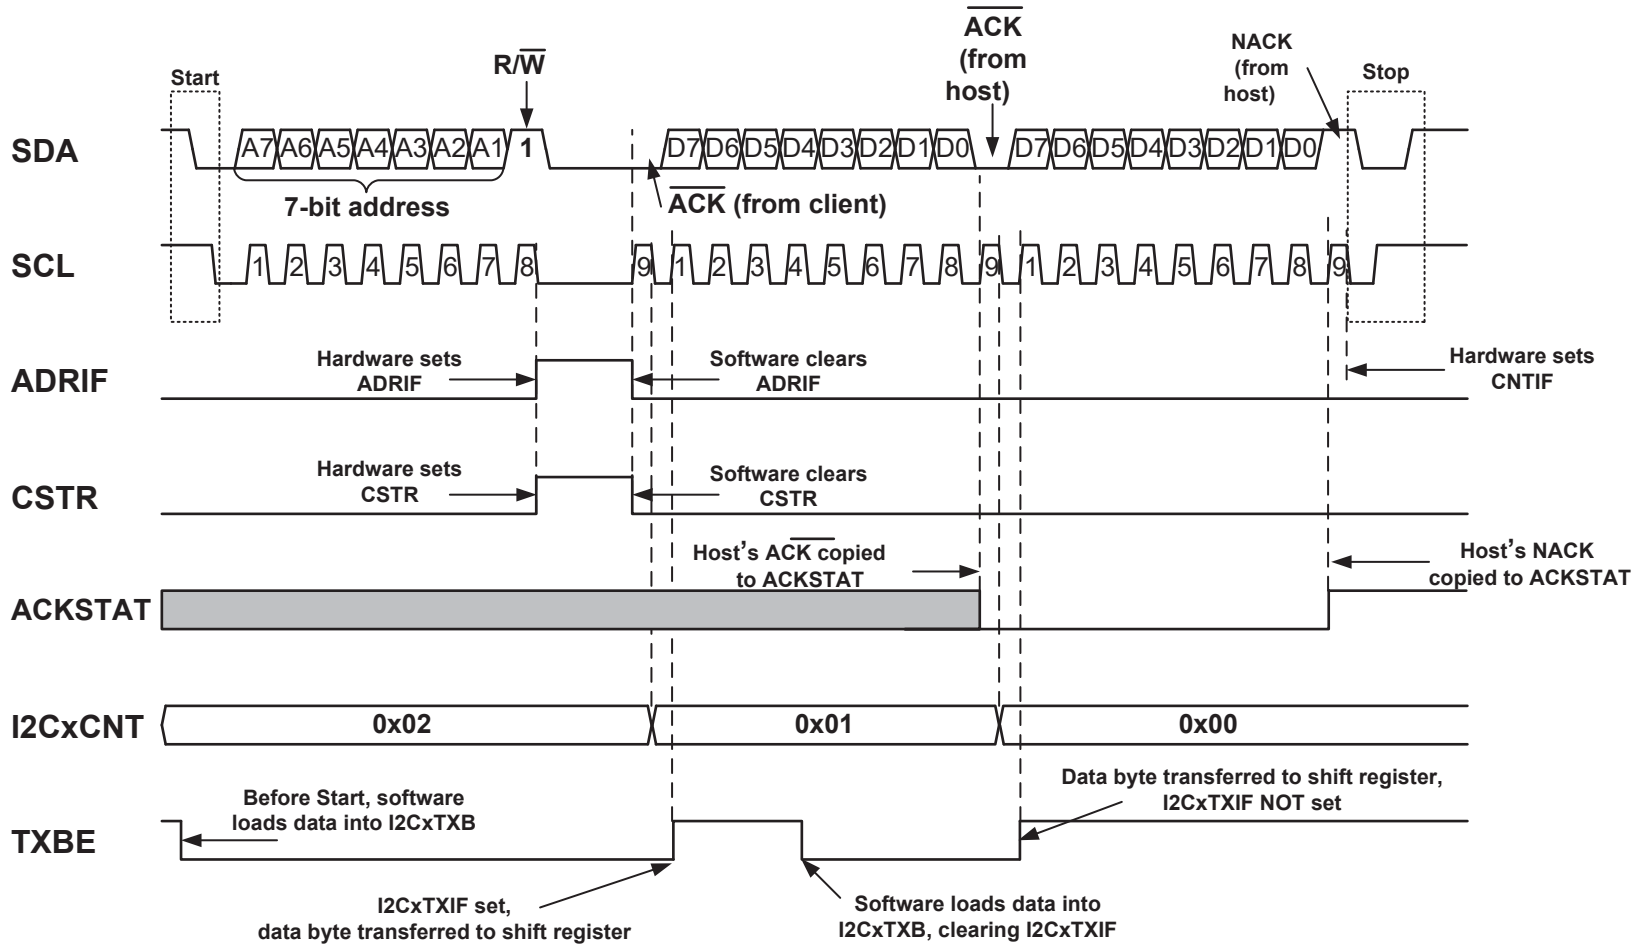 ACK
(from
host)
NACK
(from
host)
R/W
Start
Stop
SDA
A7 A6 A5 A4 A3 A2 A1 1 D7 D6 D5 D4 D3 D2 D1 D0 D7 D6 D5 D4 D3 D2 D1 D0
7-bit address
ACK (from client)
SCL
1 2 3 4 5 6 7 8 9 1 2 3 4 5 6 7 8 9 1 2 3 4 5 6 7 8 9
ADRIF
Hardware sets
ADRIF
Software clears
ADRIF
Hardware sets
CNTIF
CSTR
Hardware sets
CSTR
Software clears
CSTR
Host's ACK copied
to ACKSTAT
Host's NACK
copied to ACKSTAT
ACKSTAT
I2CxCNT
0x02 0x01 0x00
TXBE
Before Start, software
loads data into I2CxTXB
Data byte transferred to shift register,
I2CxTXIF NOT set
I2CxTXIF set,
data byte transferred to shift register
Software loads data into
I2CxTXB, clearing I2CxTXIF